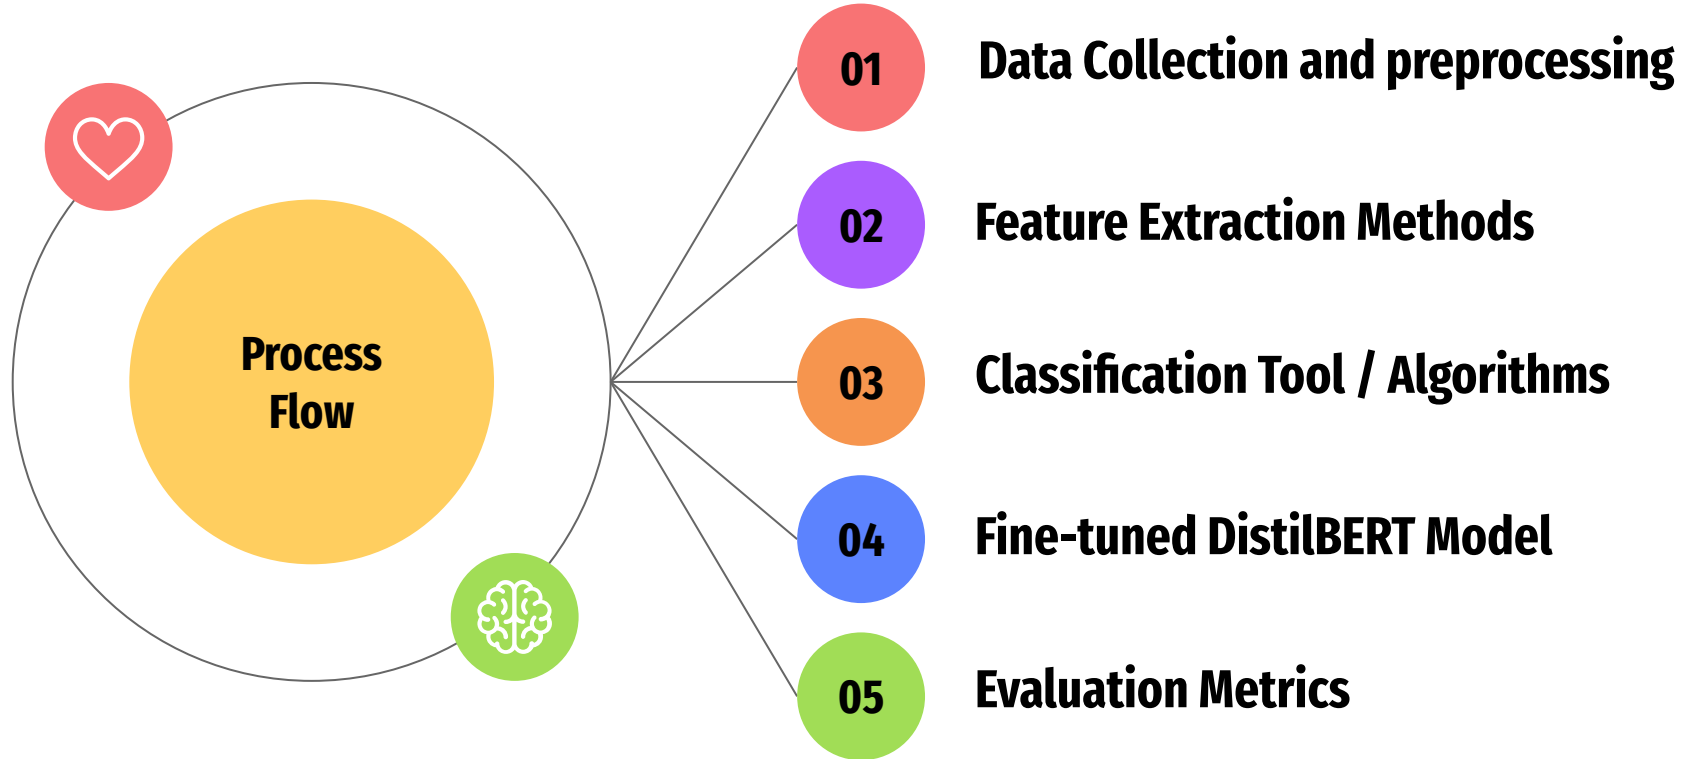 Process
Flow
01
Data Collection and preprocessing
02
Feature Extraction Methods
03
Classification Tool / Algorithms
04
Fine-tuned DistilBERT Model
05
Evaluation Metrics